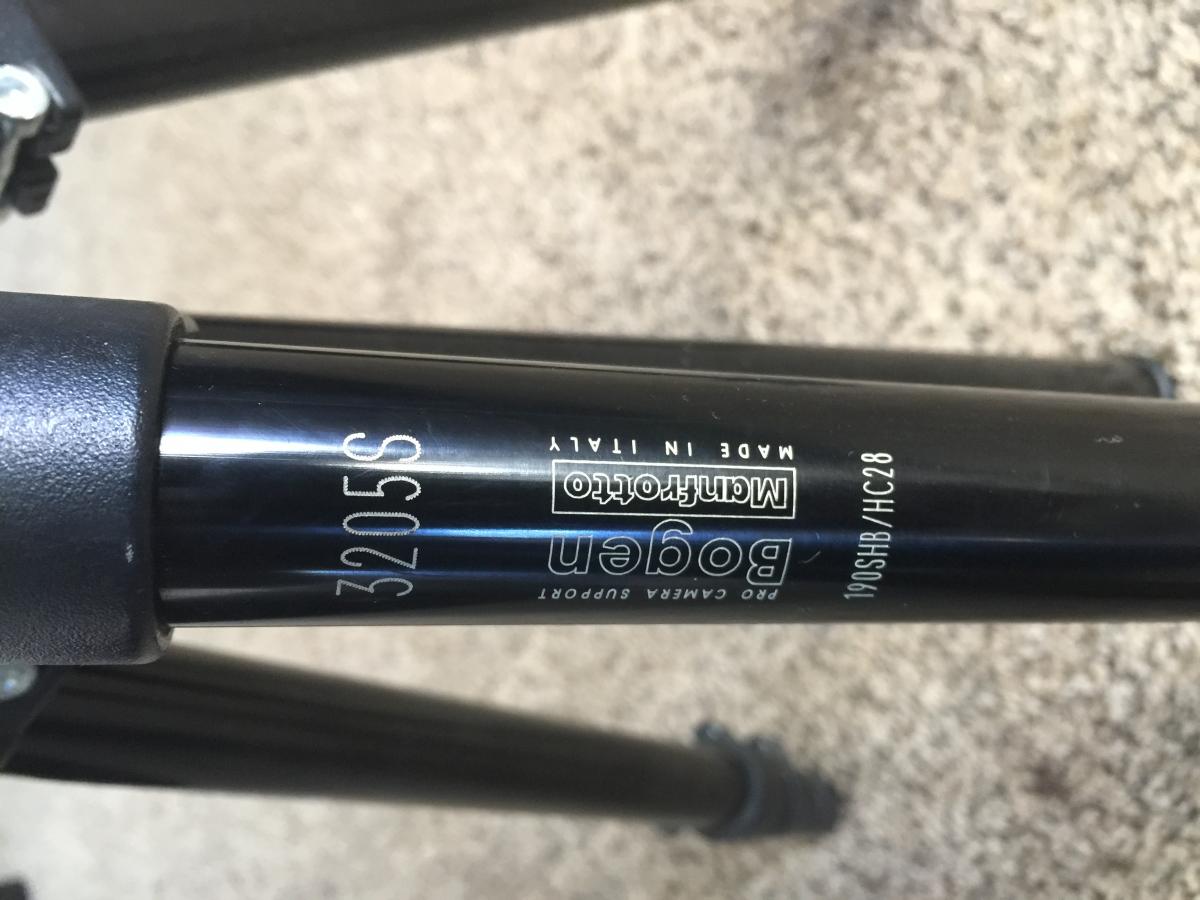 3205S
PRO CAMERA SUPPORT
Bogen
Manfrotto
MADE IN ITALY
190SHB/HC28